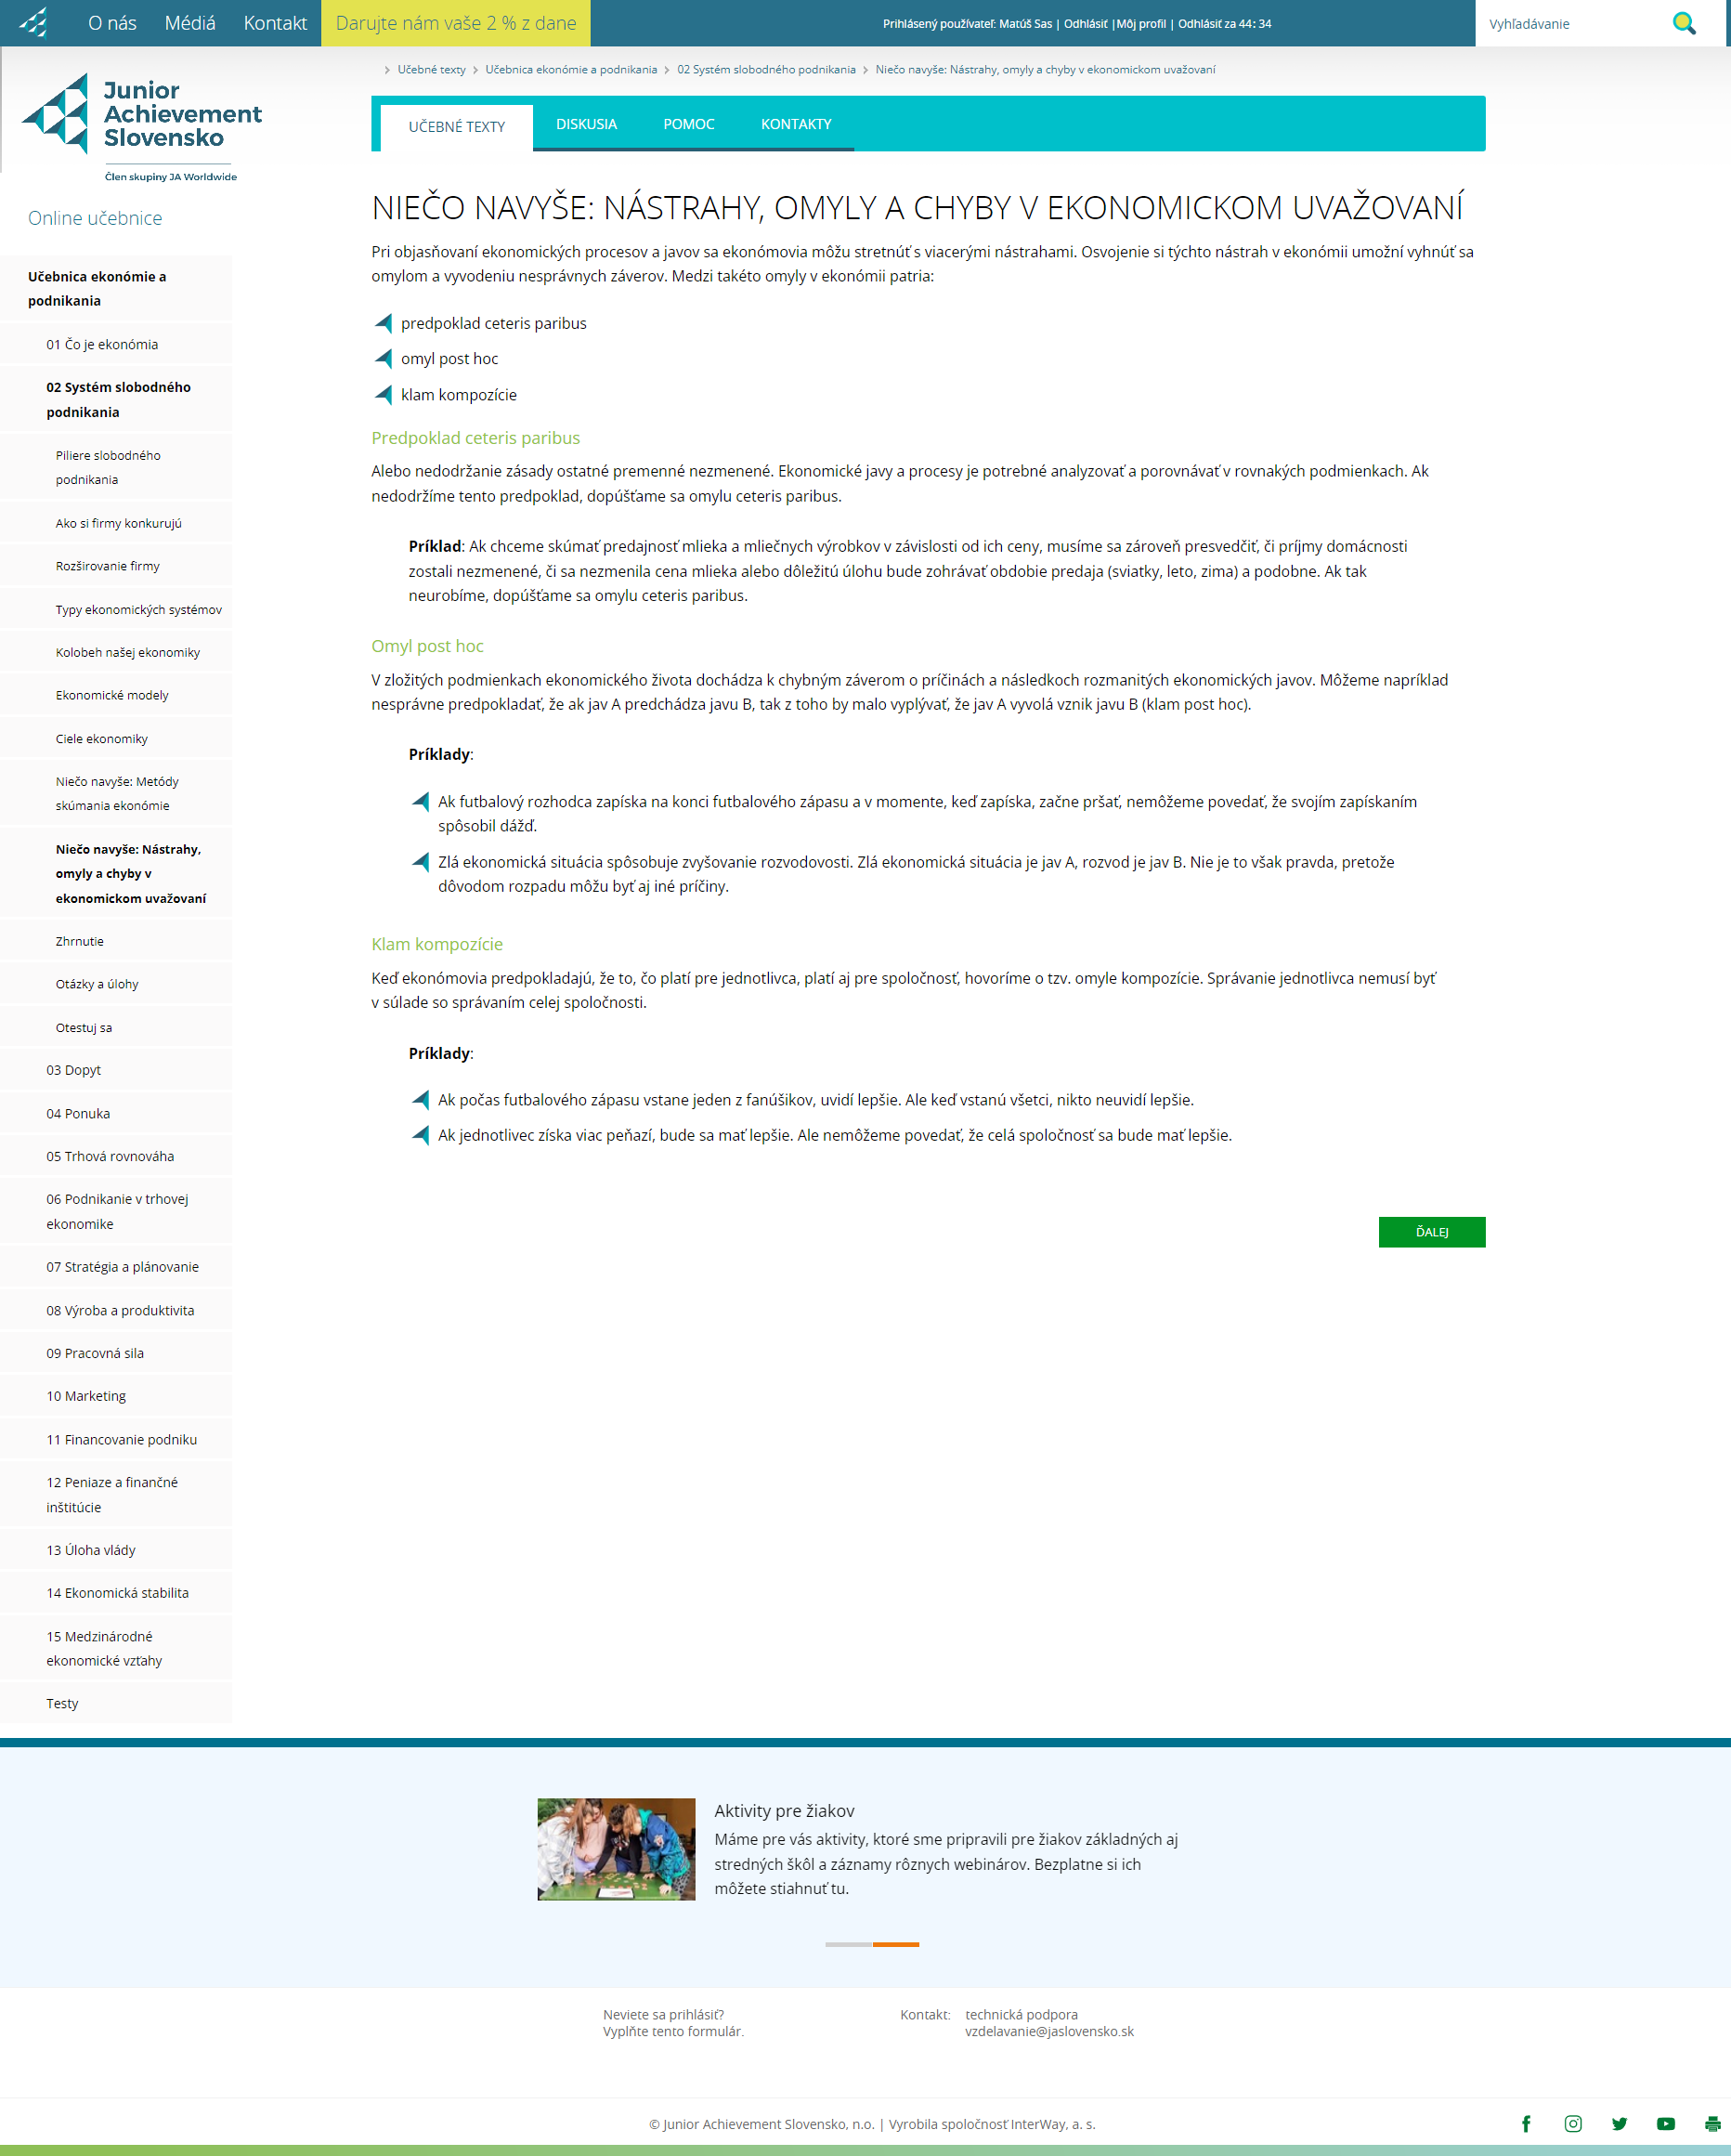 O nás Médiá Kontakt Darujte nám vaše 2 % z dane Prihlásený používateľ: Matúš Sas | Odhlásiť |Môj profil | Odhlásiť za 44: 34 Vyhľadávanie
Učebné texty Učebnica ekonómie a podnikania 02 Systém slobodného podnikania Niečo navyše: Nástrahy, omyly a chyby v ekonomickom uvažovaní
Junior
Achievement
Slovensko
Člen skupiny JA Worldwide
UČEBNÉ TEXTY DISKUSIA POMOC KONTAKTY
Online učebnice
Učebnica ekonómie a
podnikania
01 Čo je ekonómia
02 Systém slobodného
podnikania
Piliere slobodného
podnikania
Ako si firmy konkurujú
Rozširovanie firmy
Typy ekonomických systémov
Kolobeh našej ekonomiky
Ekonomické modely
Ciele ekonomiky
Niečo navyše: Metódy
skúmania ekonómie
Niečo navyše: Nástrahy,
omyly a chyby v
ekonomickom uvažovaní
Zhrnutie
Otázky a úlohy
Otestuj sa
03 Dopyt
04 Ponuka
05 Trhová rovnováha
06 Podnikanie v trhovej
ekonomike
07 Stratégia a plánovanie
08 Výroba a produktivita
09 Pracovná sila
10 Marketing
11 Financovanie podniku
12 Peniaze a finančné
inštitúcie
13 Úloha vlády
14 Ekonomická stabilita
15 Medzinárodné
ekonomické vzťahy
Testy
NIEČO NAVYŠE: NÁSTRAHY, OMYLY A CHYBY V EKONOMICKOM UVAŽOVANÍ
Pri objasňovaní ekonomických procesov a javov sa ekonómovia môžu stretnúť s viacerými nástrahami. Osvojenie si týchto nástrah v ekonómii umožní vyhnúť sa
omylom a vyvodeniu nesprávnych záverov. Medzi takéto omyly v ekonómii patria:
predpoklad ceteris paribus
omyl post hoc
klam kompozície
Predpoklad ceteris paribus
Alebo nedodržanie zásady ostatné premenné nezmenené. Ekonomické javy a procesy je potrebné analyzovať a porovnávať v rovnakých podmienkach. Ak
nedodržíme tento predpoklad, dopúšťame sa omylu ceteris paribus.
Príklad: Ak chceme skúmať predajnosť mlieka a mliečnych výrobkov v závislosti od ich ceny, musíme sa zároveň presvedčiť, či príjmy domácnosti
zostali nezmenené, či sa nezmenila cena mlieka alebo dôležitú úlohu bude zohrávať obdobie predaja (sviatky, leto, zima) a podobne. Ak tak
neurobíme, dopúšťame sa omylu ceteris paribus.
Omyl post hoc
V zložitých podmienkach ekonomického života dochádza k chybným záverom o príčinách a následkoch rozmanitých ekonomických javov. Môžeme napríklad
nesprávne predpokladať, že ak jav A predchádza javu B, tak z toho by malo vyplývať, že jav A vyvolá vznik javu B (klam post hoc).
Príklady:
Ak futbalový rozhodca zapíska na konci futbalového zápasu a v momente, keď zapíska, začne pršať, nemôžeme povedať, že svojím zapískaním
spôsobil dážď.
Zlá ekonomická situácia spôsobuje zvyšovanie rozvodovosti. Zlá ekonomická situácia je jav A, rozvod je jav B. Nie je to však pravda, pretože
dôvodom rozpadu môžu byť aj iné príčiny.
Klam kompozície
Keď ekonómovia predpokladajú, že to, čo platí pre jednotlivca, platí aj pre spoločnosť, hovoríme o tzv. omyle kompozície. Správanie jednotlivca nemusí byť
v súlade so správaním celej spoločnosti.
Príklady:
Ak počas futbalového zápasu vstane jeden z fanúšikov, uvidí lepšie. Ale keď vstanú všetci, nikto neuvidí lepšie.
Ak jednotlivec získa viac peňazí, bude sa mať lepšie. Ale nemôžeme povedať, že celá spoločnosť sa bude mať lepšie.
ĎALEJ
Aktivity pre žiakov
Máme pre vás aktivity, ktoré sme pripravili pre žiakov základných aj
stredných škôl a záznamy rôznych webinárov. Bezplatne si ich
môžete stiahnuť tu.
Neviete sa prihlásiť?
Vyplňte tento formulár.
Kontakt: technická podpora
vzdelavanie@jaslovensko.sk
© Junior Achievement Slovensko, n.o. | Vyrobila spoločnosť InterWay, a. s.